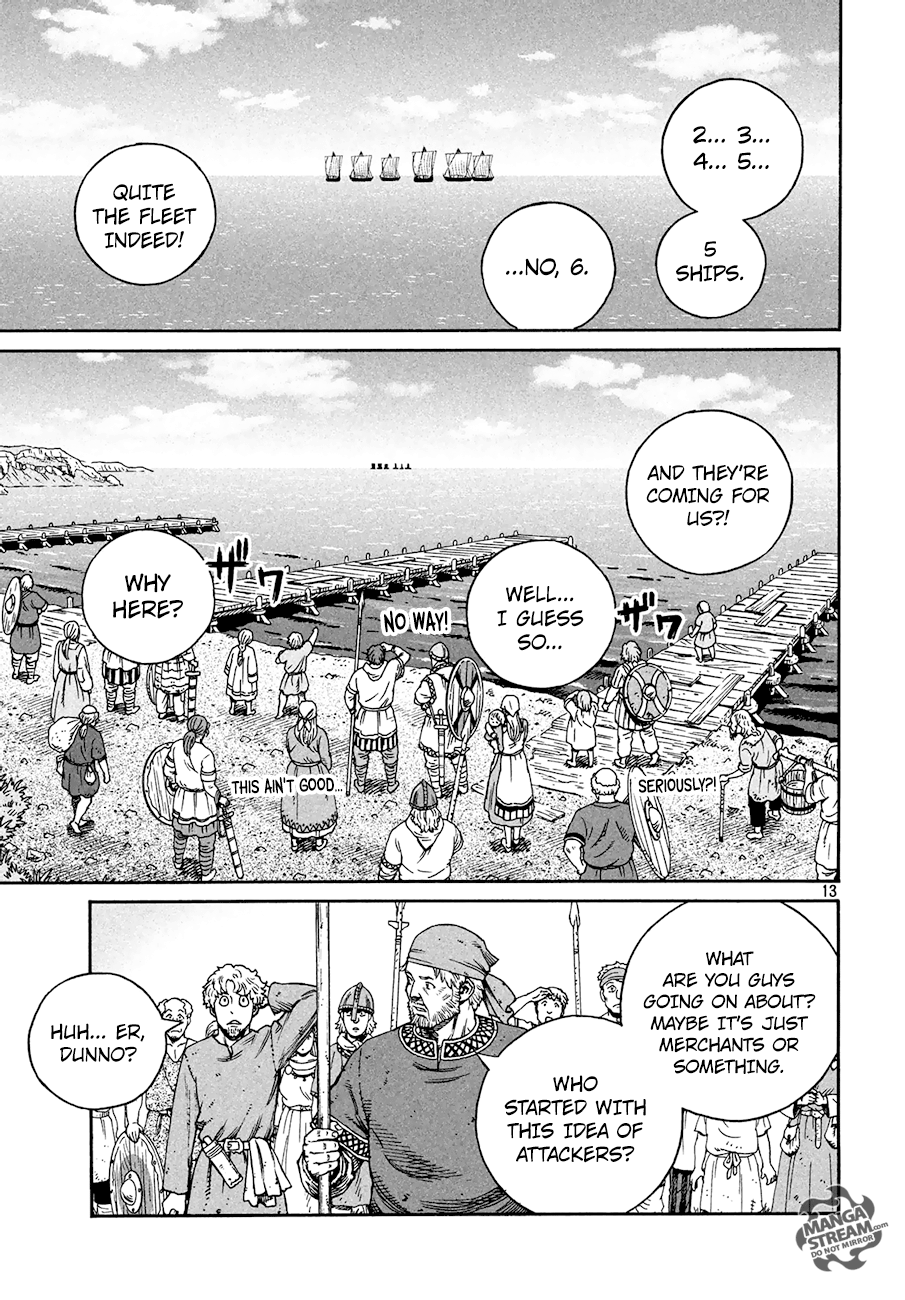 2... 3...
4... 5...
5
SHIPS.
...NO, 6.
QUITE
THE FLEET
INDEED!
AND THEY'RE
COMING FOR
US?!
ザワ
WELL...
I GUESS
SO...
NO WAY!
ザワ
WHY
HERE?
SERIOUSLY?!
THIS AIN'T GOOD...
13
WHAT
ARE YOU GUYS
GOING ON ABOUT?
MAYBE IT'S JUST
MERCHANTS OR
SOMETHING.
WHO
STARTED WITH
THIS IDEA OF
ATTACKERS?
HUH... ER,
DUNNO?
MANGA
STREAM.com
DO NOT MIRROR